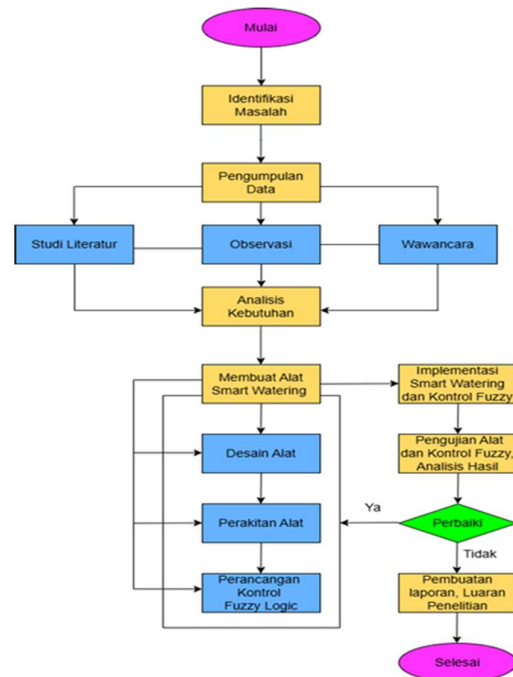 Mulai
Identifikasi
Masalah
Pengumpulan
Data
Studi Literatur
Observasi
Wawancara
Analisis
Kebutuhan
Membuat Alat
Smart Watering
Implementasi
Smart Watering
dan Kontrol Fuzzy
Desain Alat
Pengujian Alat
dan Kontrol Fuzzy,
Analisis Hasil
Perakitan Alat
Ya
Perbaiki
Tidak
Perancangan
Kontrol
Fuzzy Logic
Pembuatan
laporan, Luaran
Penelitian
Selesai